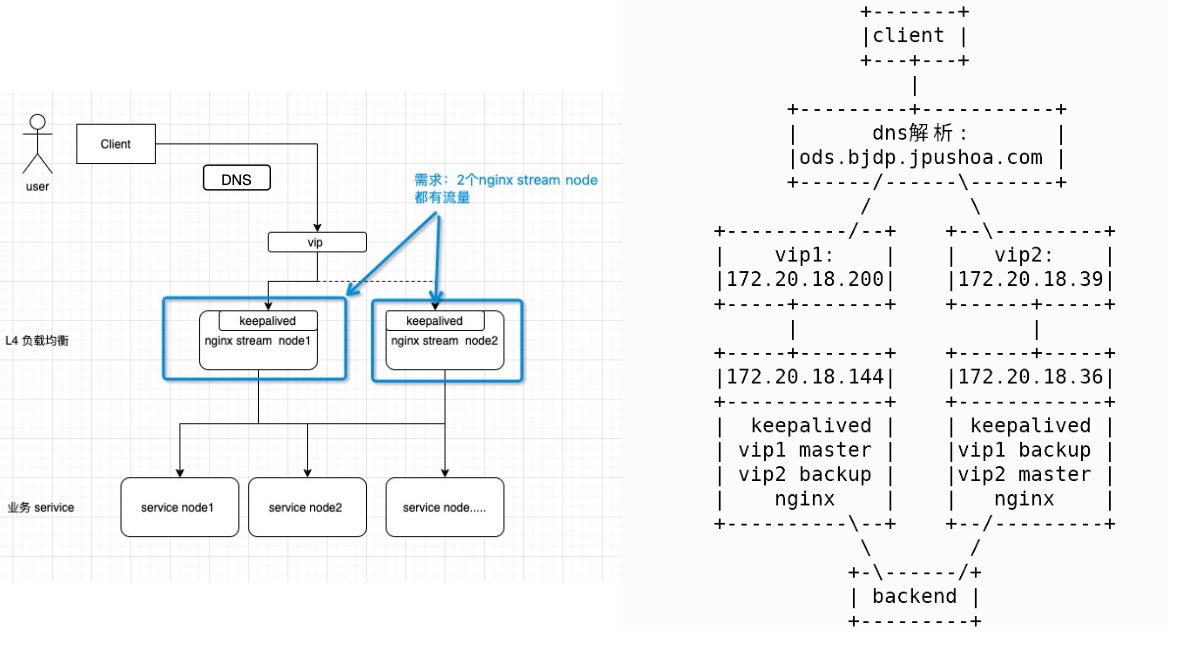 Client
user
DNS
需求：2个nginx stream node
都有流量
vip
keepalived
nginx stream node1
keepalived
nginx stream node2
L4 负载均衡
业务 serivice
service node1
service node2
service node.....
client
dns解析：
ods.bjdp.jpushoa.com
vip1:
172.20.18.200
vip2:
172.20.18.39
172.20.18.144
172.20.18.36
keepalived
vip1 master
vip2 backup
nginx
keepalived
vip1 backup
vip2 master
nginx
backend